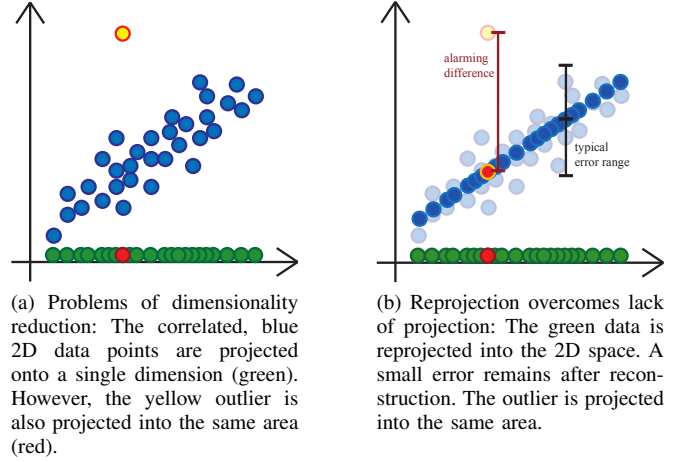 alarming
difference
typical
error range
(a) Problems of dimensionality
reduction: The correlated, blue
2D data points are projected
onto a single dimension (green).
However, the yellow outlier is
also projected into the same area
(red).
(b) Reprojection overcomes lack
of projection: The green data is
reprojected into the 2D space. A
small error remains after recon-
struction. The outlier is projected
into the same area.